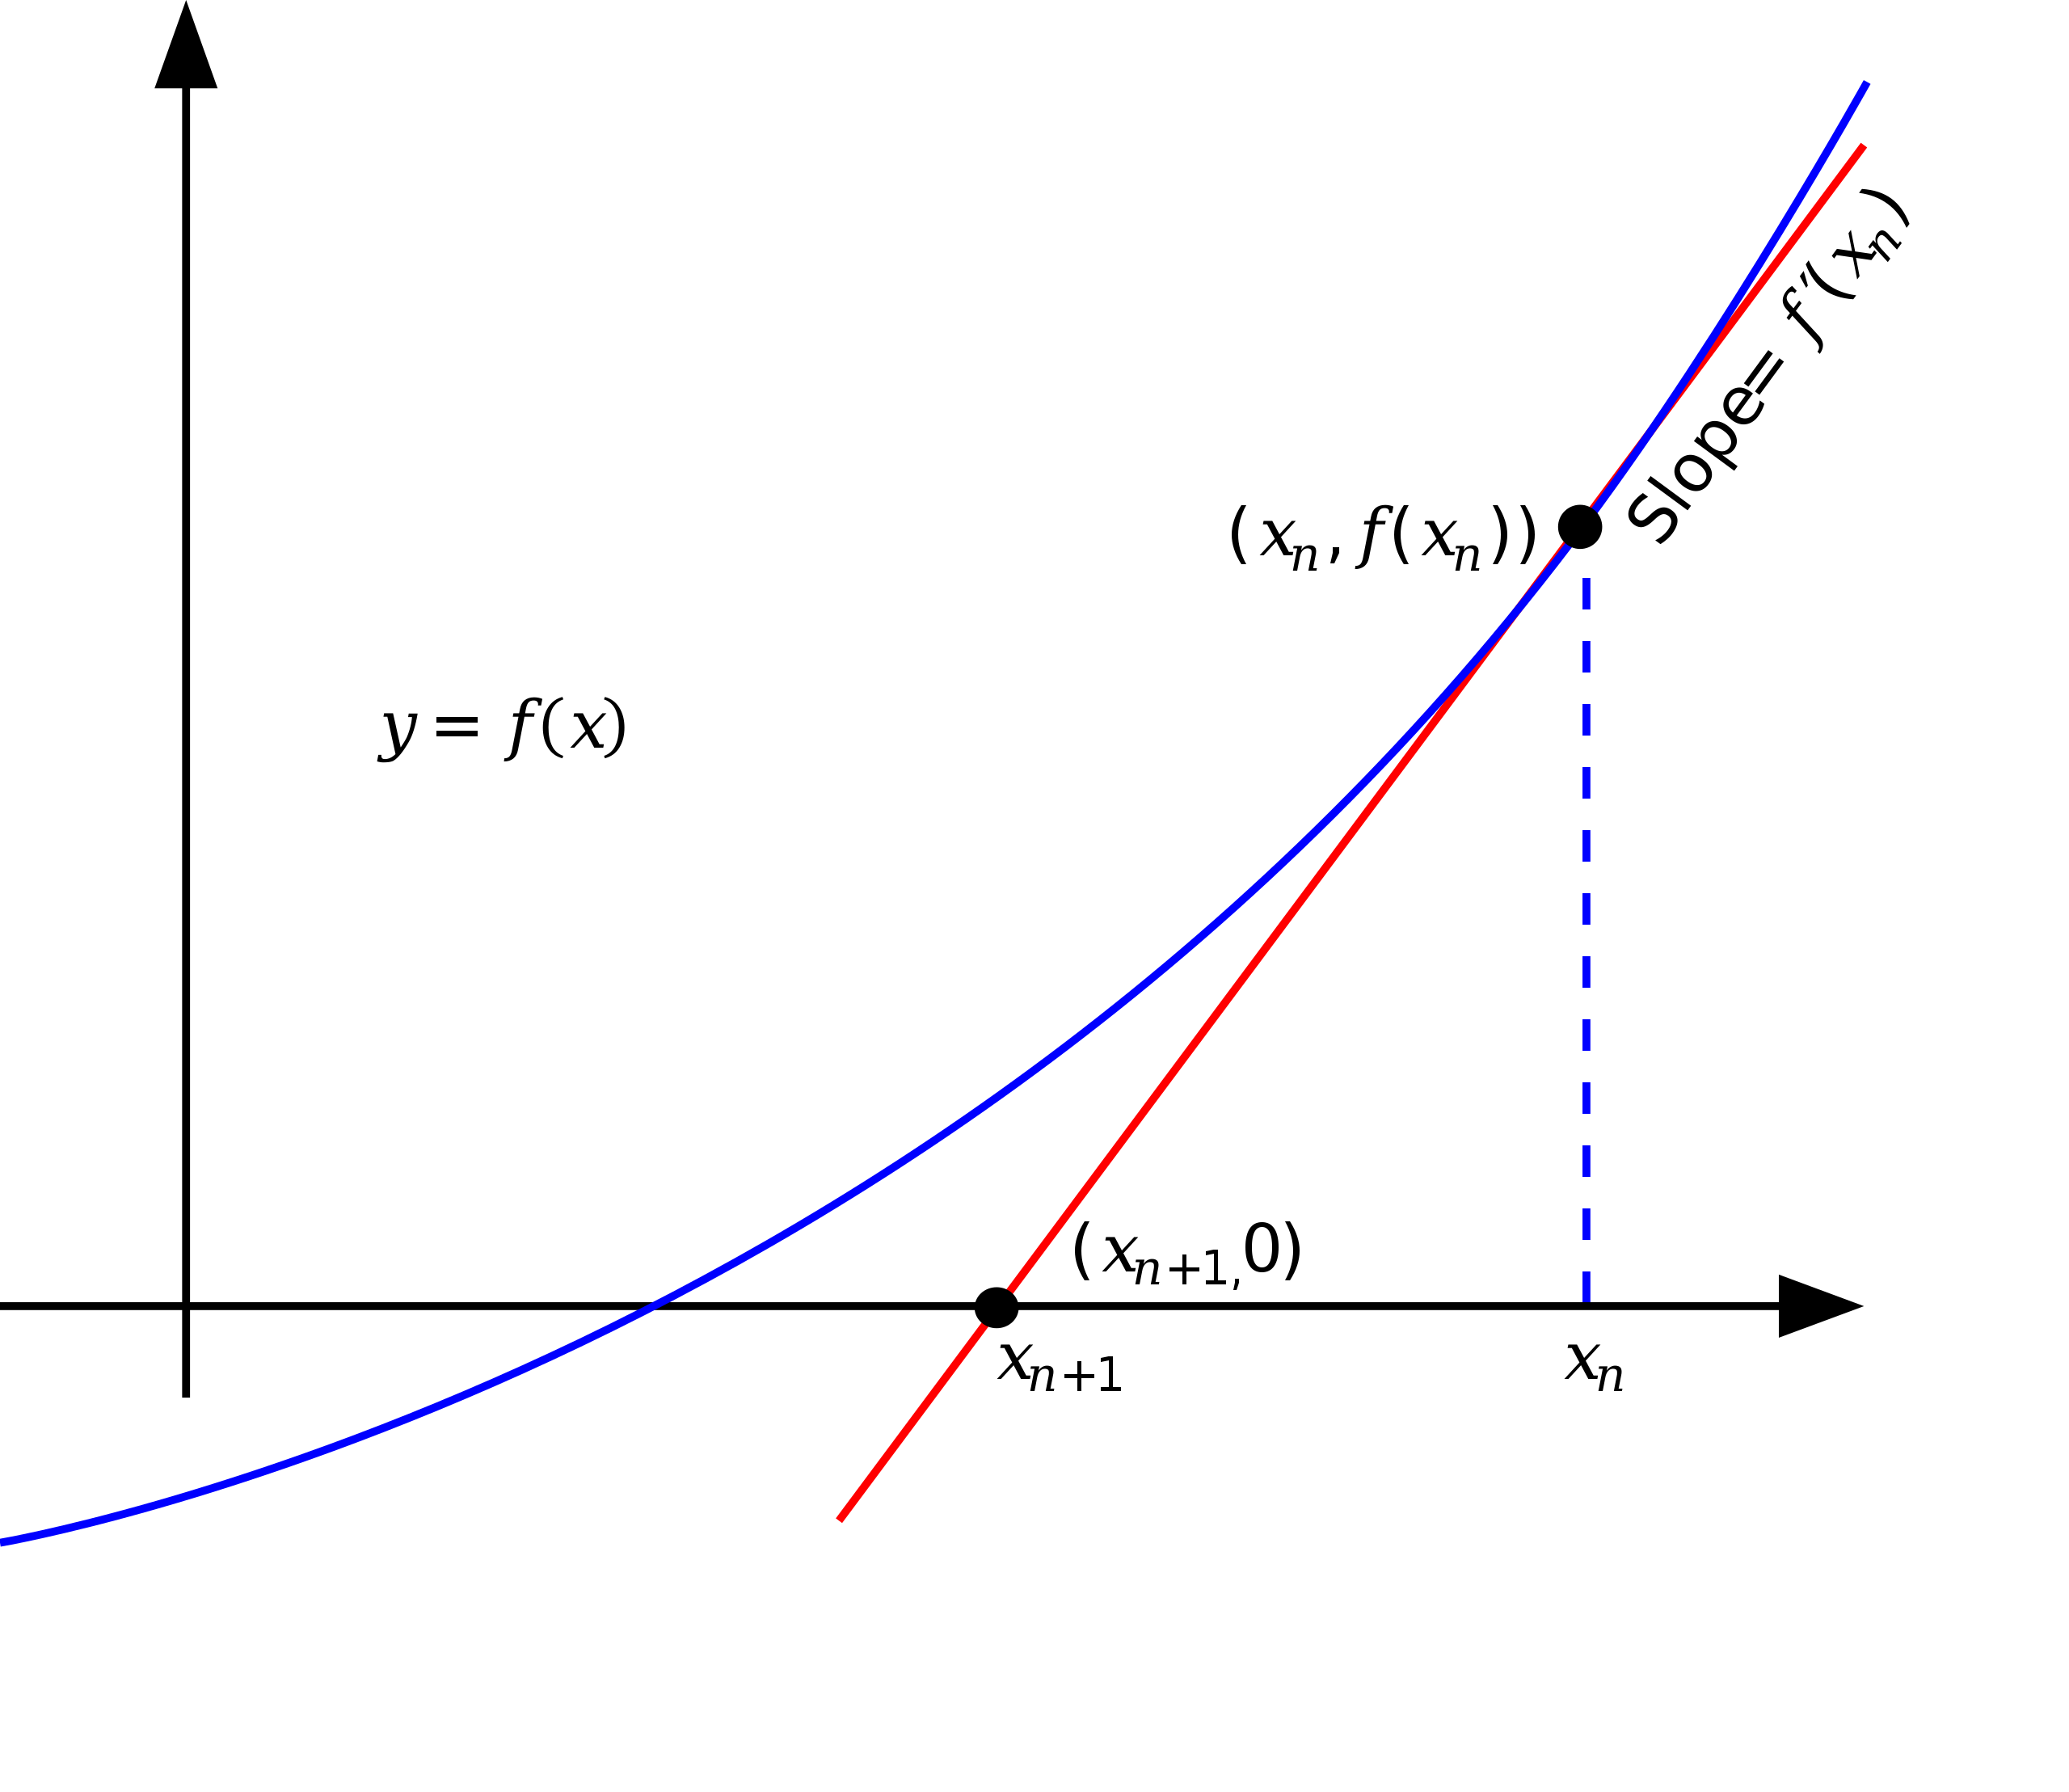 Slope= f′(xₙ)
(xₙ, f(xₙ))
y = f(x)
(xₙ₊₁,0)
xₙ₊₁
xₙ